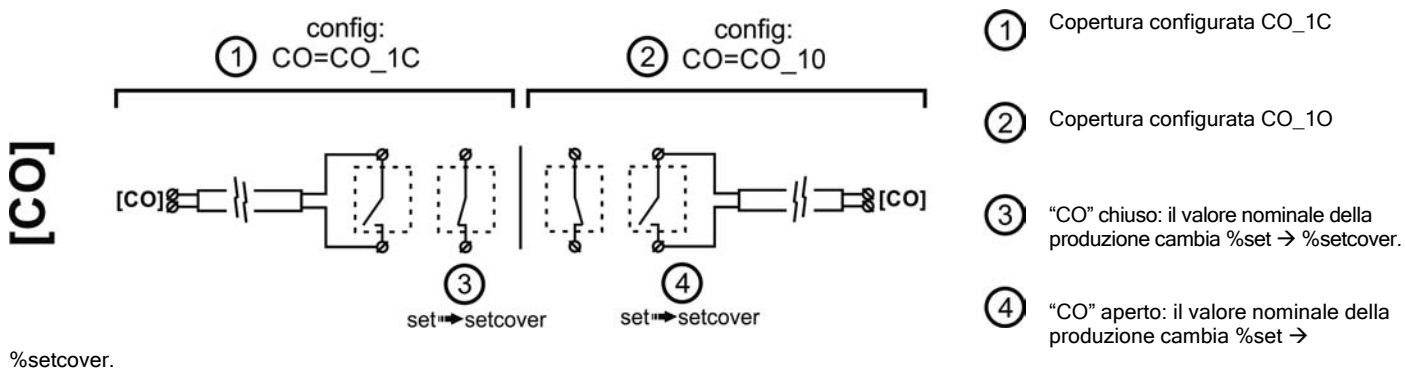 config:
1 CO=CO_1C
config:
2 CO=CO_10
[CO]
[CO]
[CO]
3
set➠setcover
4
set➠setcover
1 Copertura configurata CO_1C
2 Copertura configurata CO_1O
3 “CO” chiuso: il valore nominale della
produzione cambia %set → %setcover.
4 “CO” aperto: il valore nominale della
produzione cambia %set →
%setcover.